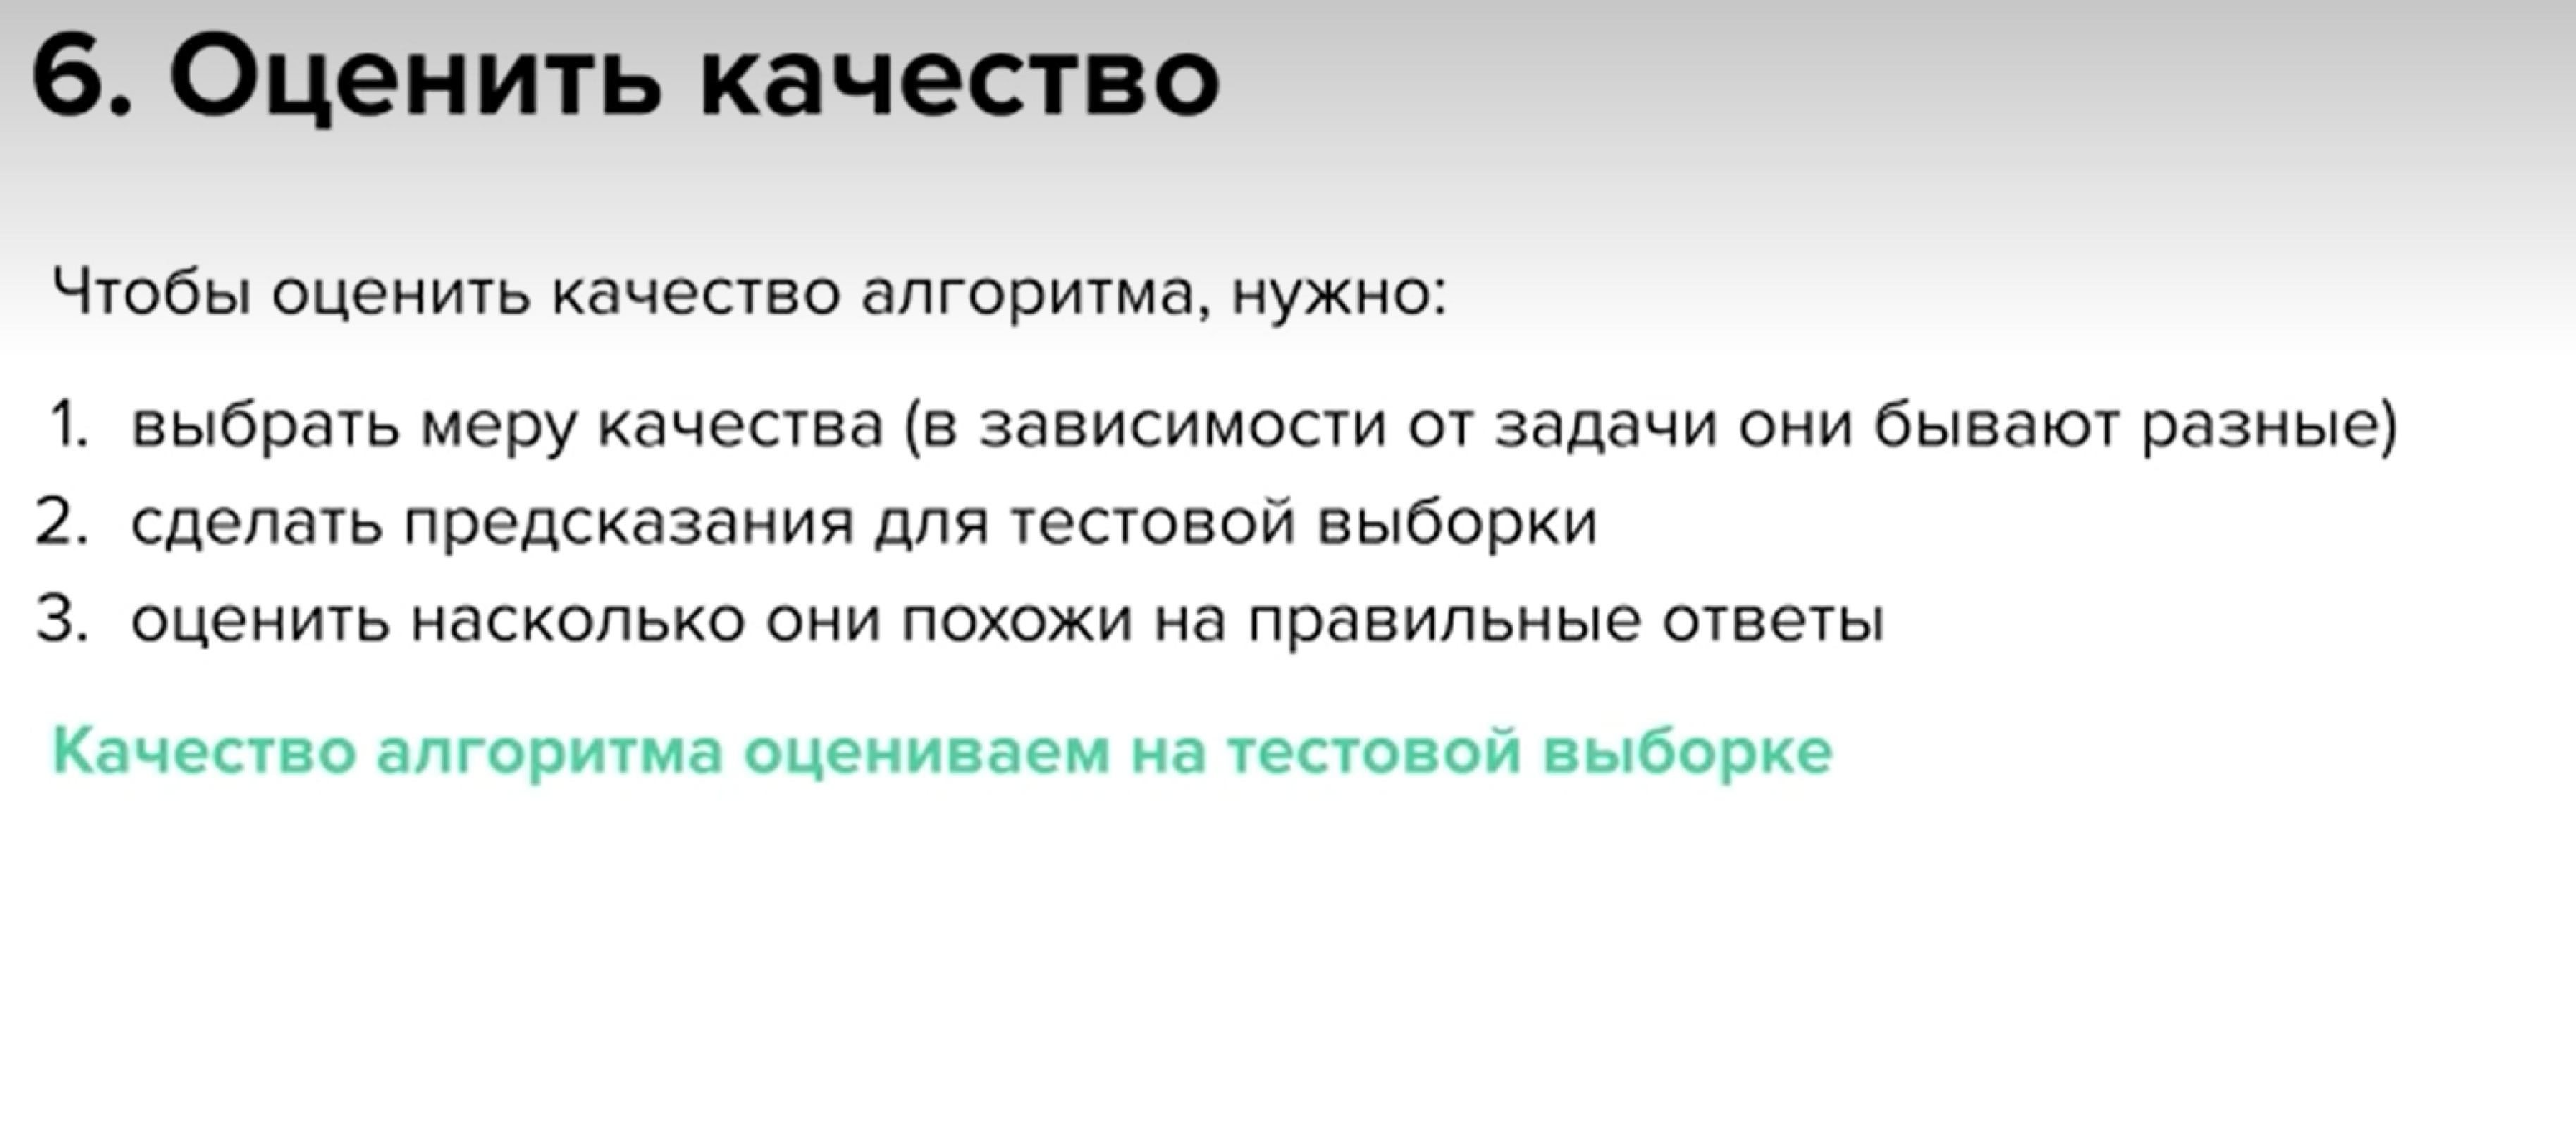 6. Оценить качество
Чтобы оценить качество алгоритма, нужно:
1. выбрать меру качества (в зависимости от задачи они бывают разные)
2. сделать предсказания для тестовой выборки
3. оценить насколько они похожи на правильные ответы
Качество алгоритма оцениваем на тестовой выборке